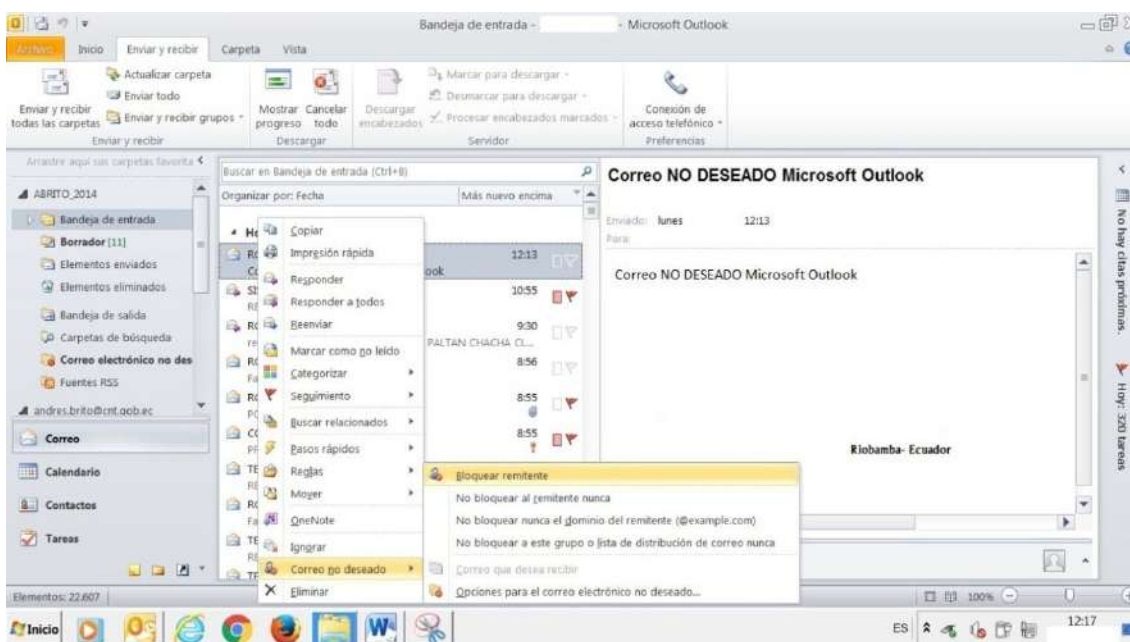 Bandeja de entrada - - Microsoft Outlook
Archivo Inicio Enviar y recibir Carpeta Vista
Enviar y recibir todas las carpetas
Actualizar carpeta
Enviar todo
Enviar y recibir grupos
Enviar y recibir
Mostrar progreso
Cancelar todo
Descargar
Descargar encabezados
Marcar para descargar
Desmarcar para descargar
Procesar encabezados marcados
Servidor
Conexión de acceso telefónico
Preferencias
Arrastre aquí sus carpetas favorita
ABRITO_2014
Bandeja de entrada
Borrador [11]
Elementos enviados
Elementos eliminados
Bandeja de salida
Carpetas de búsqueda
Correo electrónico no des
Fuentes RSS
andres.brito@cnt.gob.ec
Correo
Calendario
Contactos
Tareas
Buscar en Bandeja de entrada (Ctrl+B)
Organizar por: Fecha Más nuevo encima
12:13
ook
10:55
9:30
PALTAN CHACHA CL...
8:56
8:55
8:55
Copiar
Impresión rápida
Responder
Responder a todos
Reenviar
Marcar como no leído
Categorizar
Seguimiento
Buscar relacionados
Pasos rápidos
Reglas
Mover
OneNote
Ignorar
Correo no deseado
Eliminar
Bloquear remitente
No bloquear al remitente nunca
No bloquear nunca el dominio del remitente (@example.com)
No bloquear a este grupo o lista de distribución de correo nunca
Correo que desea recibir
Opciones para el correo electrónico no deseado...
Correo NO DESEADO Microsoft Outlook
Enviado: lunes 12:13
Para:
Correo NO DESEADO Microsoft Outlook
Riobamba- Ecuador
No hay citas próximas.
Hoy: 320 tareas
Elementos: 22.607
100%
Inicio
ES
12:17